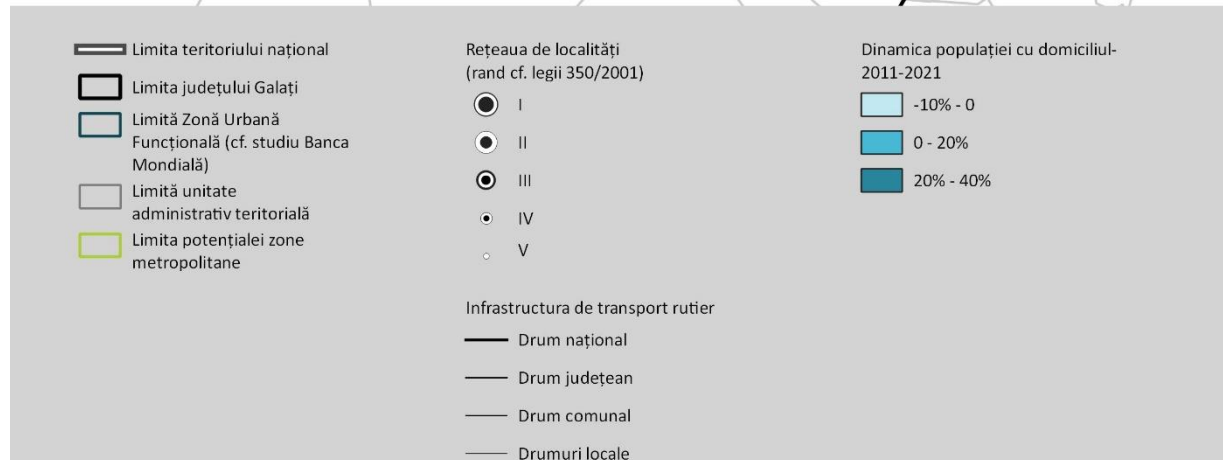 Limita teritoriului național
Limita județului Galați
Limită Zonă Urbană
Funcțională (cf. studiu Banca
Mondială)
Limită unitate
administrativ teritorială
Limita potențialei zone
metropolitane
Rețeaua de localități
(rand cf. legii 350/2001)
I
II
III
IV
V
Infrastructura de transport rutier
Drum național
Drum județean
Drum comunal
Drumuri locale
Dinamica populației cu domiciliul-
2011-2021
-10% - 0
0 - 20%
20% - 40%